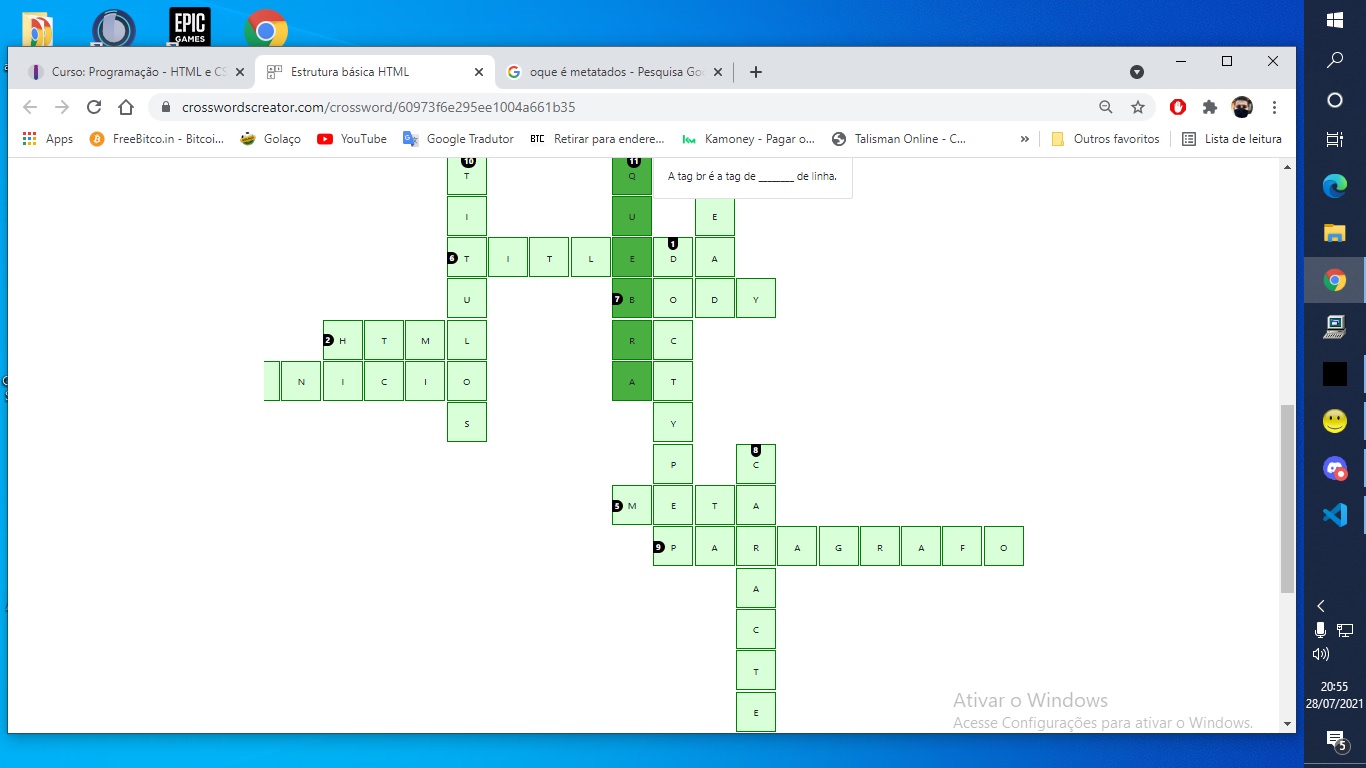 EPIC
GAMES
Curso: Programação - HTML e CS
Estrutura básica HTML
oque é metatados - Pesquisa Goo
crosswordscreator.com/crossword/60973f6e295ee1004a661b35
Apps
FreeBitco.in - Bitcoi...
Golaço
YouTube
Google Tradutor
BTC
Retirar para endere...
Kamoney - Pagar o...
Talisman Online - C...
»
Outros favoritos
Lista de leitura
10 11
T Q A tag br é a tag de _______ de linha.
I U E
6 T I T L E 1 D A
U 7 B O D Y
2 H T M L R C
N I C I O A T
S Y
P 8 C
5 M E T A
9 P A R A G R A F O
A
C
T
E
Ativar o Windows
Acesse Configurações para ativar o Windows.
20:55
28/07/2021
5